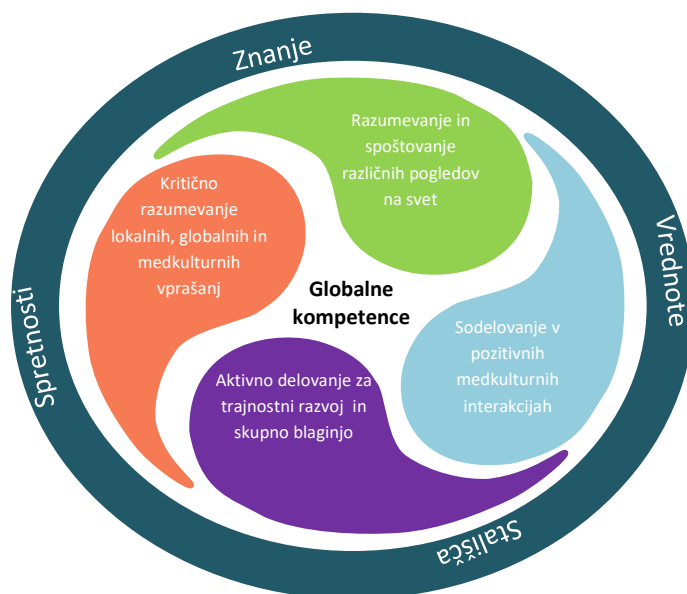 Znanje
Razumevanje in
spoštovanje
različnih pogledov
na svet
Kritično
razumevanje
lokalnih, globalnih in
medkulturnih
vprašanj
Globalne
kompetence
Vrednote
Spretnosti
Sodelovanje v
pozitivnih
medkulturnih
interakcijah
Aktivno delovanje za
trajnostni razvoj in
skupno blaginjo
Stališča